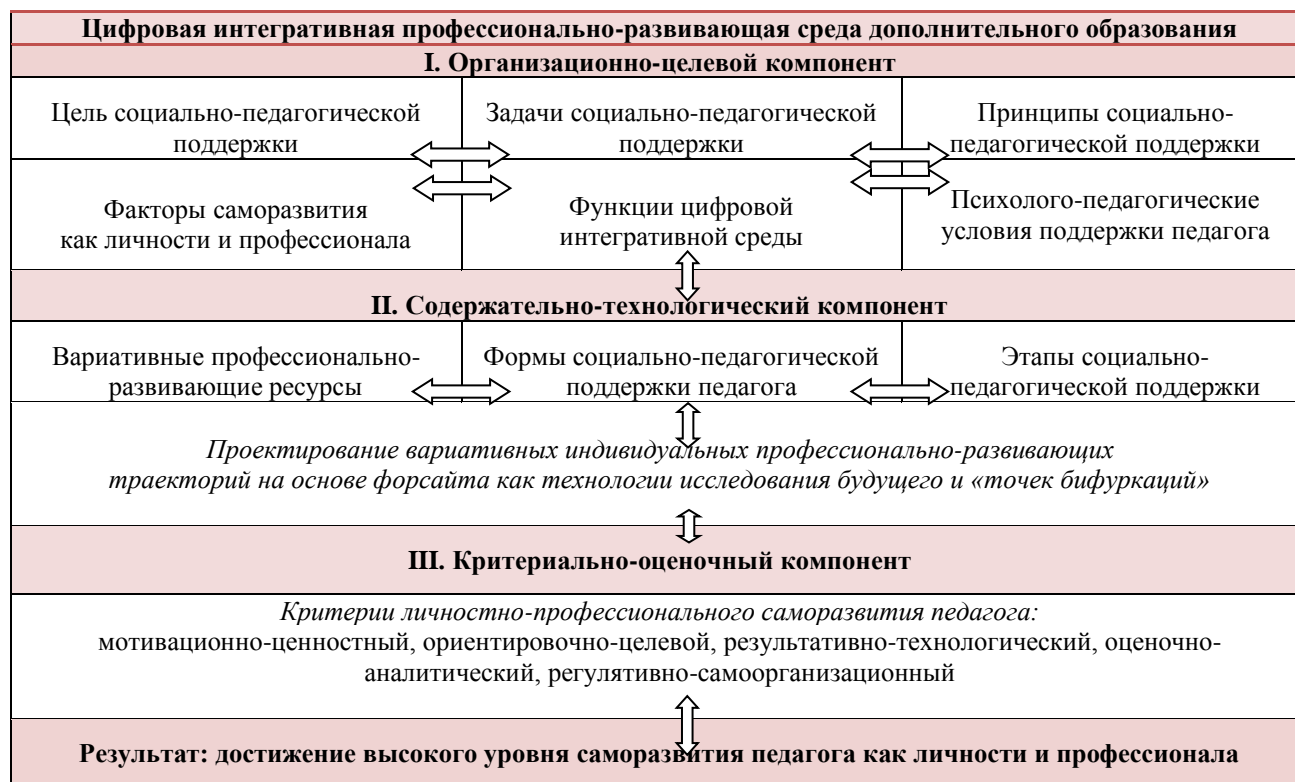 Цифровая интегративная профессионально-развивающая среда дополнительного образования
I. Организационно-целевой компонент
Цель социально-педагогической
поддержки
Задачи социально-педагогической
поддержки
Принципы социально-
педагогической поддержки
Факторы саморазвития
как личности и профессионала
Функции цифровой
интегративной среды
Психолого-педагогические
условия поддержки педагога
II. Содержательно-технологический компонент
Вариативные профессионально-
развивающие ресурсы
Формы социально-педагогической
поддержки педагога
Этапы социально-
педагогической поддержки
Проектирование вариативных индивидуальных профессионально-развивающих
траекторий на основе форсайта как технологии исследования будущего и «точек бифуркаций»
III. Критериально-оценочный компонент
Критерии личностно-профессионального саморазвития педагога:
мотивационно-ценностный, ориентировочно-целевой, результативно-технологический, оценочно-
аналитический, регулятивно-самоорганизационный
Результат: достижение высокого уровня саморазвития педагога как личности и профессионала